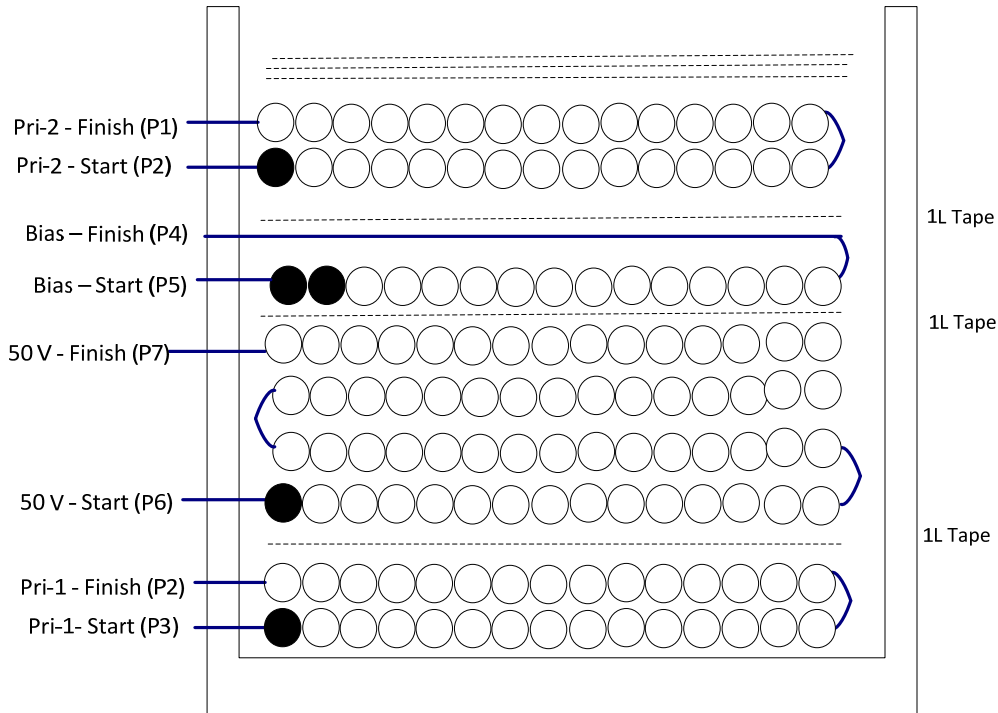 Pri-2 - Finish (P1)
Pri-2 - Start (P2)
1L Tape
Bias – Finish (P4)
Bias – Start (P5)
1L Tape
50 V - Finish (P7)
50 V - Start (P6)
1L Tape
Pri-1 - Finish (P2)
Pri-1- Start (P3)